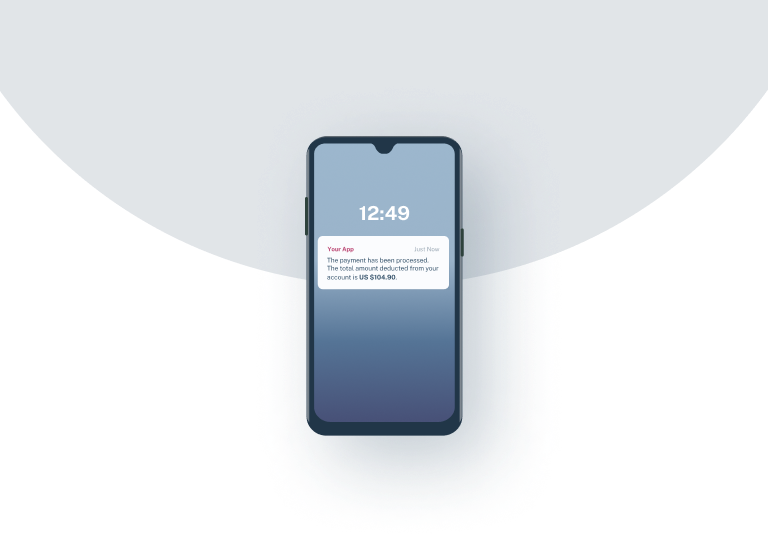 12:49
Your App Just Now
The payment has been processed.
The total amount deducted from your
account is US $104.90.